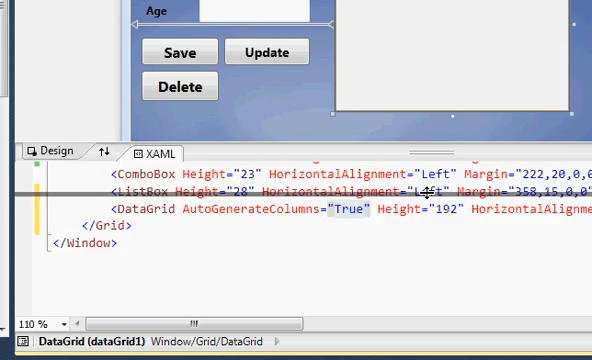 Age
Save Update
Delete
Design XAML
<ComboBox Height="23" HorizontalAlignment="Left" Margin="222,20,0,0
<ListBox Height="28" HorizontalAlignment="Left" Margin="358,15,0,0"
<DataGrid AutoGenerateColumns="True" Height="192" HorizontalAlignme
</Grid>
</Window>
110 %
DataGrid (dataGrid1) Window/Grid/DataGrid